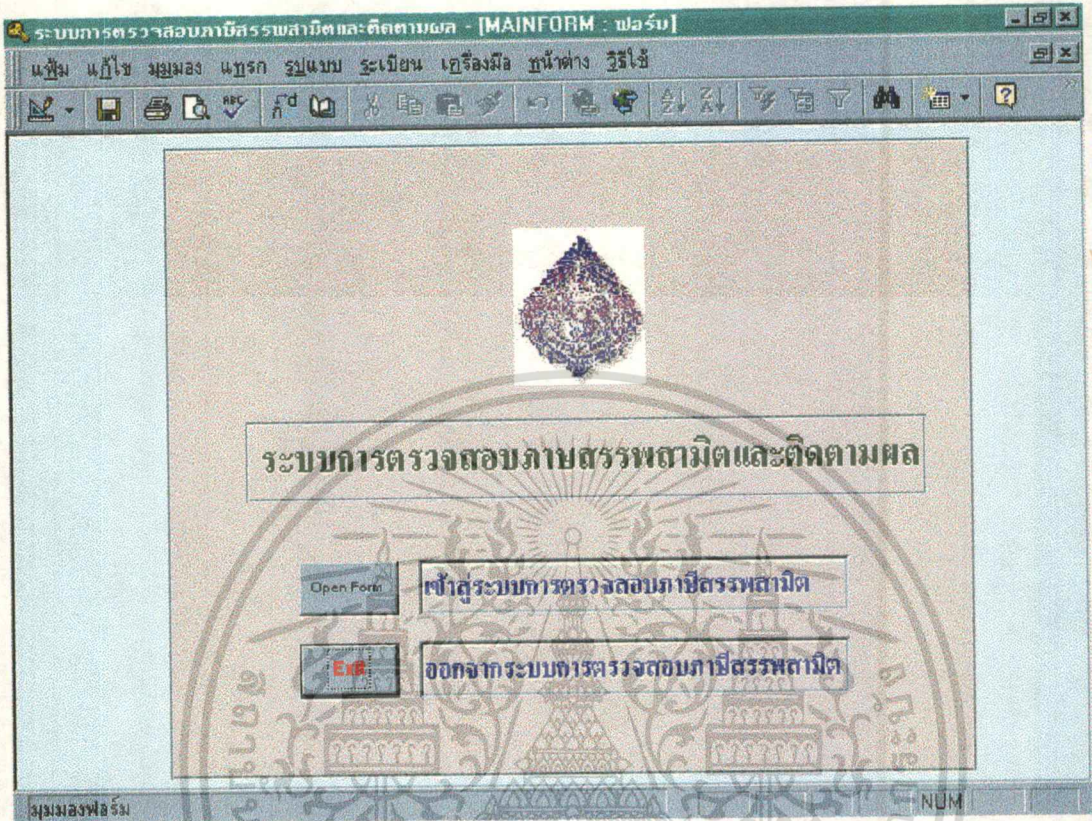 ระบบการตรวจสอบภาษีสรรพสามิตและติดตามผล - [MAINFORM : ฟอร์ม]
แฟ้ม แก้ไข มุมมอง แทรก รูปแบบ ระเบียน เครื่องมือ หน้าต่าง วิธีใช้
ABC
ระบบการตรวจสอบภาษีสรรพสามิตและติดตามผล
Open Form เข้าสู่ระบบการตรวจสอบภาษีสรรพสามิต
Exit ออกจากระบบการตรวจสอบภาษีสรรพสามิต
มุมมองฟอร์ม NUM